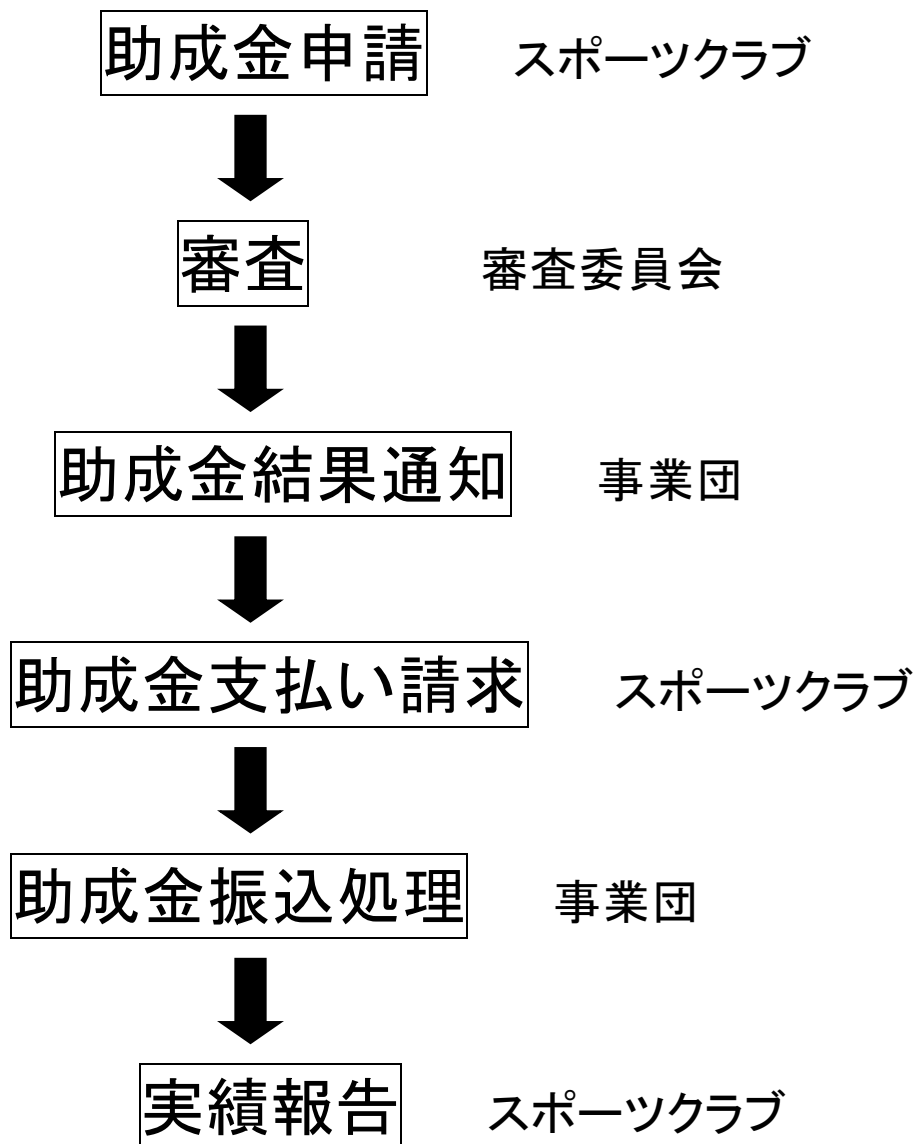 助成金申請 スポーツクラブ
審査 審査委員会
助成金結果通知 事業団
助成金支払い請求 スポーツクラブ
助成金振込処理 事業団
実績報告 スポーツクラブ